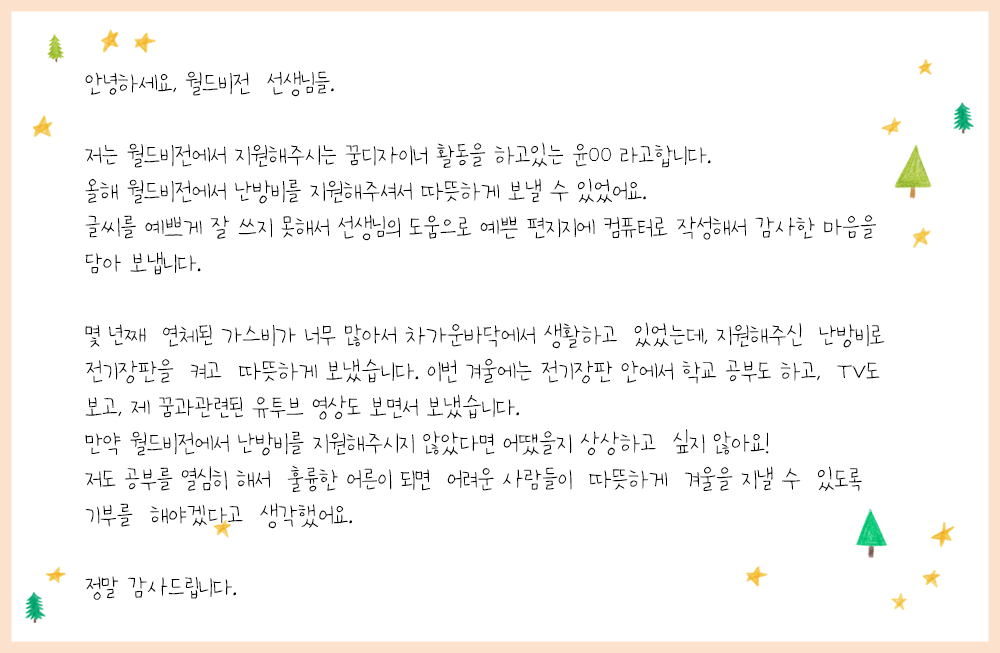 안녕하세요, 월드비전 선생님들.
저는 월드비전에서 지원해주시는 꿈디자이너 활동을 하고있는 윤OO 라고합니다.
올해 월드비전에서 난방비를 지원해주셔서 따뜻하게 보낼 수 있었어요.
글씨를 예쁘게 잘 쓰지 못해서 선생님의 도움으로 예쁜 편지지에 컴퓨터로 작성해서 감사한 마음을
담아 보냅니다.
몇 년째 연체된 가스비가 너무 많아서 차가운바닥에서 생활하고 있었는데, 지원해주신 난방비로
전기장판을 켜고 따뜻하게 보냈습니다. 이번 겨울에는 전기장판 안에서 학교 공부도 하고, TV도
보고, 제 꿈과관련된 유투브 영상도 보면서 보냈습니다.
만약 월드비전에서 난방비를 지원해주시지 않았다면 어땠을지 상상하고 싶지 않아요!
저도 공부를 열심히 해서 훌륭한 어른이 되면 어려운 사람들이 따뜻하게 겨울을 지낼 수 있도록
기부를 해야겠다고 생각했어요.
정말 감사드립니다.